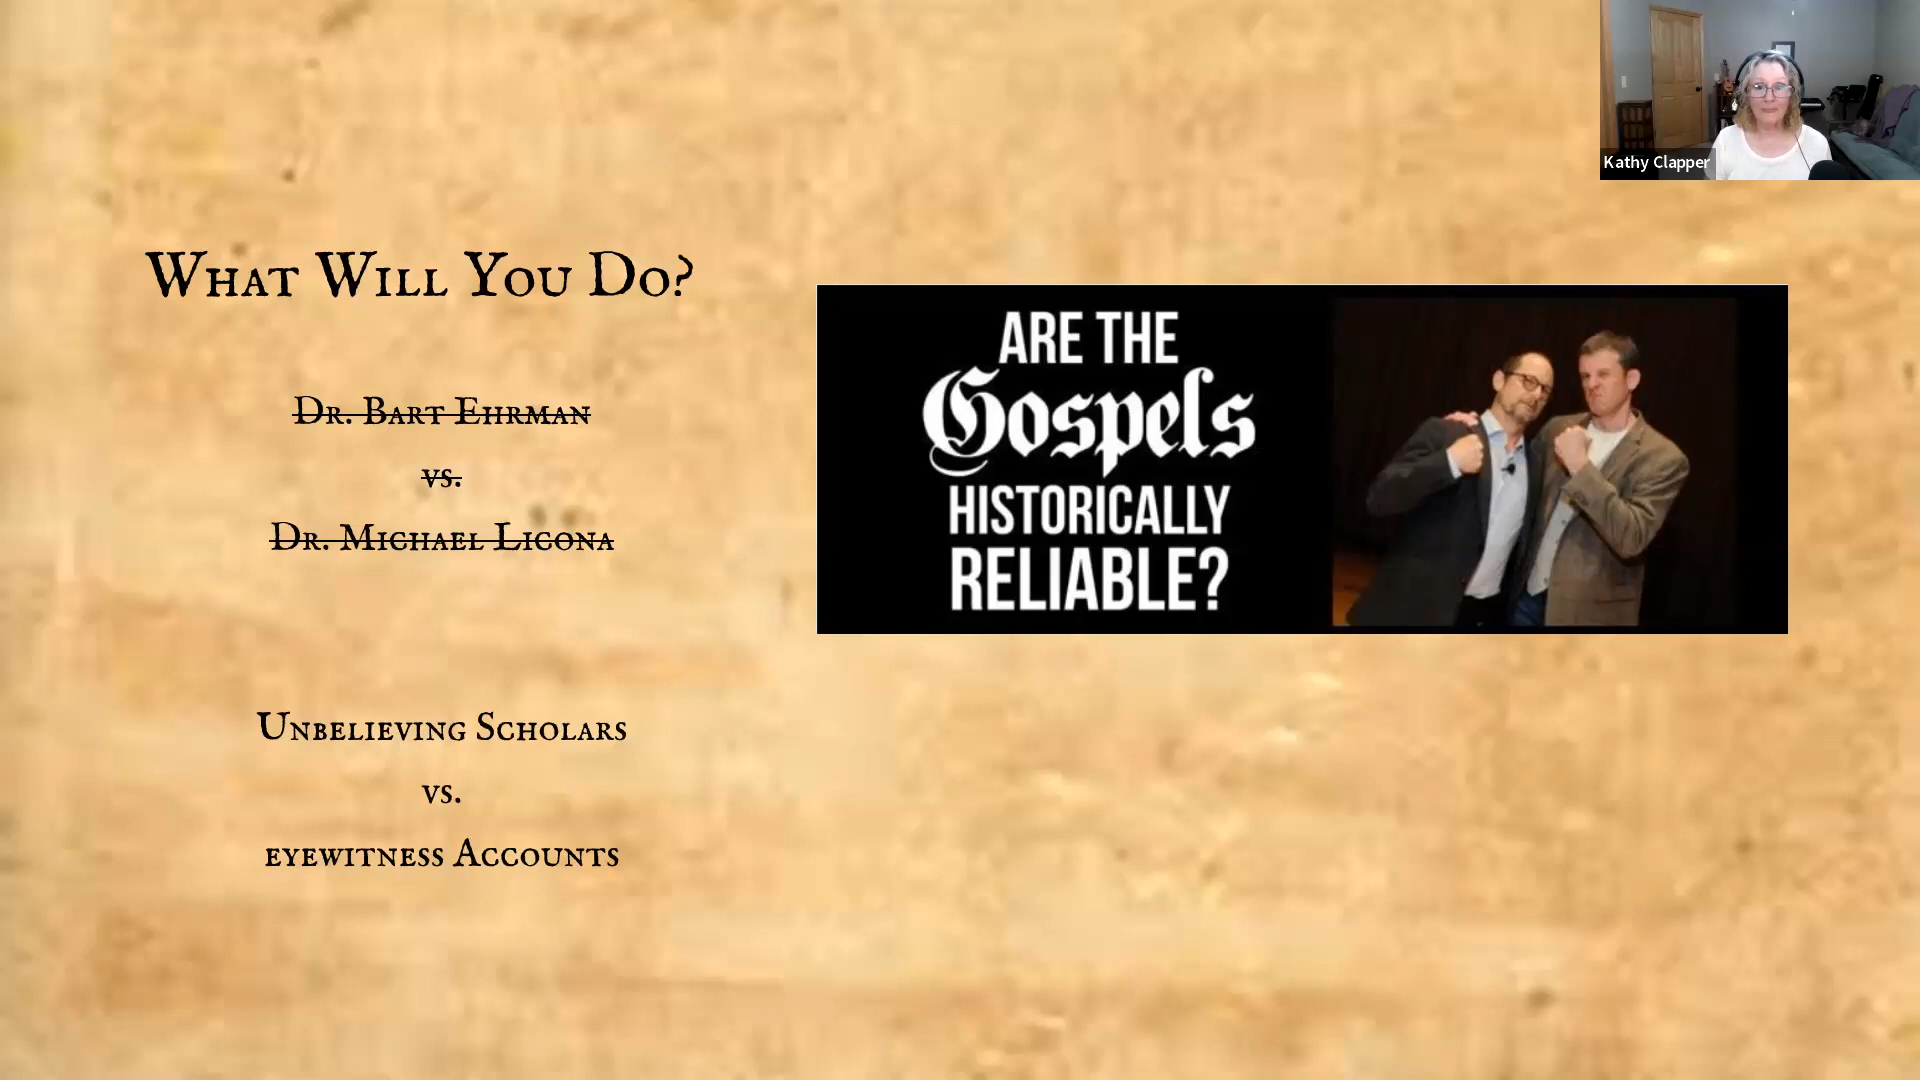 What Will You Do?
Dr. Bart Ehrman
vs.
Dr. Michael Licona
Unbelieving Scholars
vs.
eyewitness Accounts
ARE THE
Gospels
HISTORICALLY
RELIABLE?
Kathy Clapper